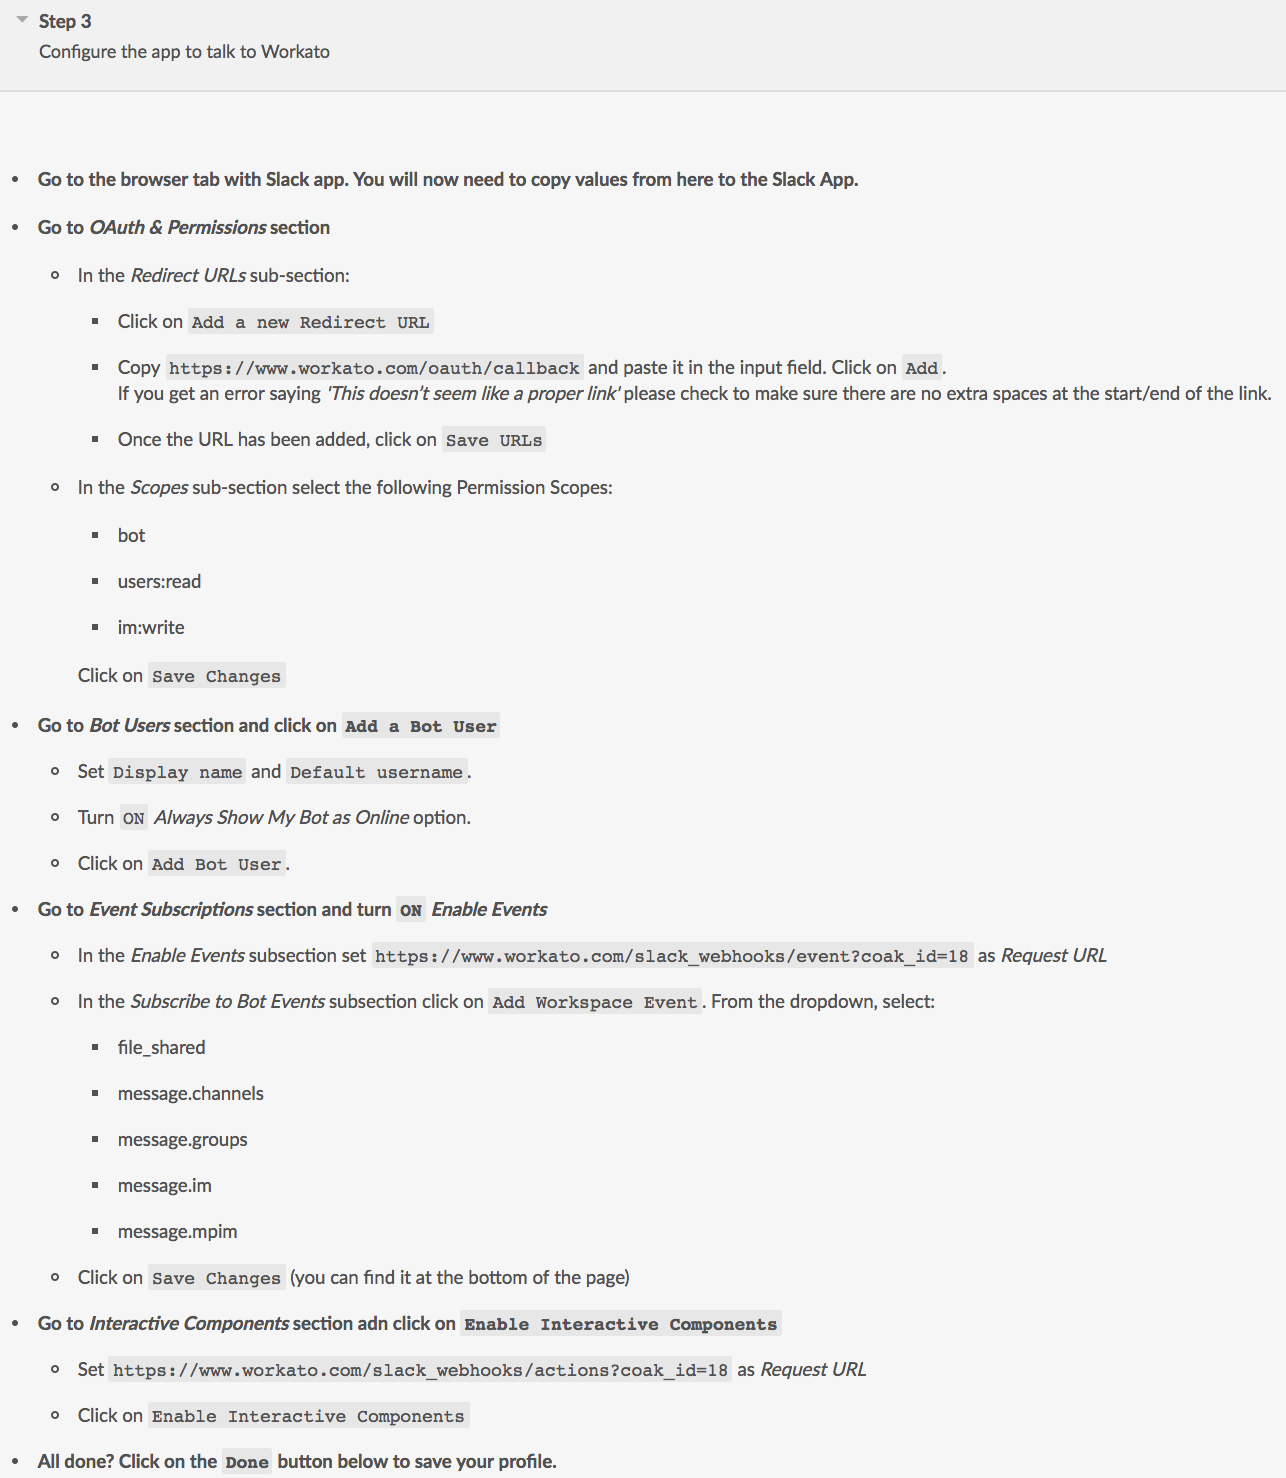 Step 3
Configure the app to talk to Workato
Go to the browser tab with Slack app. You will now need to copy values from here to the Slack App.
Go to OAuth & Permissions section
In the Redirect URLs sub-section:
Click on Add a new Redirect URL
Copy https://www.workato.com/oauth/callback and paste it in the input field. Click on Add.
If you get an error saying 'This doesn't seem like a proper link' please check to make sure there are no extra spaces at the start/end of the link.
Once the URL has been added, click on Save URLs
In the Scopes sub-section select the following Permission Scopes:
bot
users:read
im:write
Click on Save Changes
Go to Bot Users section and click on Add a Bot User
Set Display name and Default username.
Turn ON Always Show My Bot as Online option.
Click on Add Bot User.
Go to Event Subscriptions section and turn ON Enable Events
In the Enable Events subsection set https://www.workato.com/slack_webhooks/event?coak_id=18 as Request URL
In the Subscribe to Bot Events subsection click on Add Workspace Event. From the dropdown, select:
file_shared
message.channels
message.groups
message.im
message.mpim
Click on Save Changes (you can find it at the bottom of the page)
Go to Interactive Components section adn click on Enable Interactive Components
Set https://www.workato.com/slack_webhooks/actions?coak_id=18 as Request URL
Click on Enable Interactive Components
All done? Click on the Done button below to save your profile.